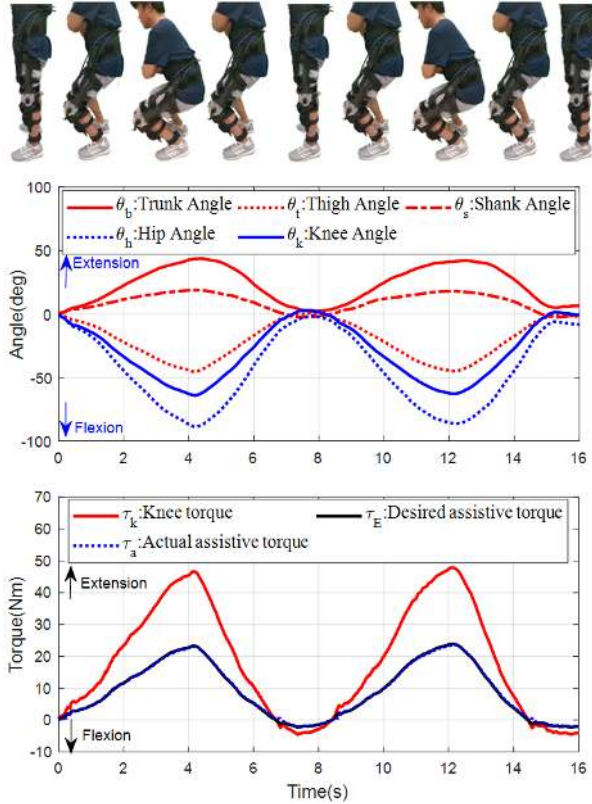 100
θb:Trunk Angle θt:Thigh Angle θs:Shank Angle
θh:Hip Angle θk:Knee Angle
50
Extension
Angle(deg)
0
-50
Flexion
-100
0 2 4 6 8 10 12 14 16
70
τk:Knee torque τE:Desired assistive torque
60
τa:Actual assistive torque
50
Extension
40
Torque(Nm)
30
20
10
0
Flexion
-10
0 2 4 6 8 10 12 14 16
Time(s)